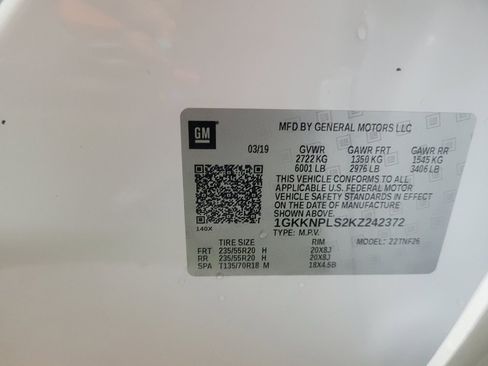 GM
MFD BY GENERAL MOTORS LLC
03/19 GVWR GAWR FRT GAWR RR
2722 KG 1350 KG 1545 KG
6001 LB 2976 LB 3406 LB
THIS VEHICLE CONFORMS TO ALL
APPLICABLE U.S. FEDERAL MOTOR
VEHICLE SAFETY STANDARDS IN EFFECT
ON THE DATE OF MANUFACTURE SHOWN ABOVE.
1GKKNPLS2KZ242372
140X
TYPE: M.P.V. MODEL: 22TNF26
TIRE SIZE RIM
FRT 235/55R20 H 20X8J
RR 235/55R20 H 20X8J
SPA T135/70R18 M 18X4.5B